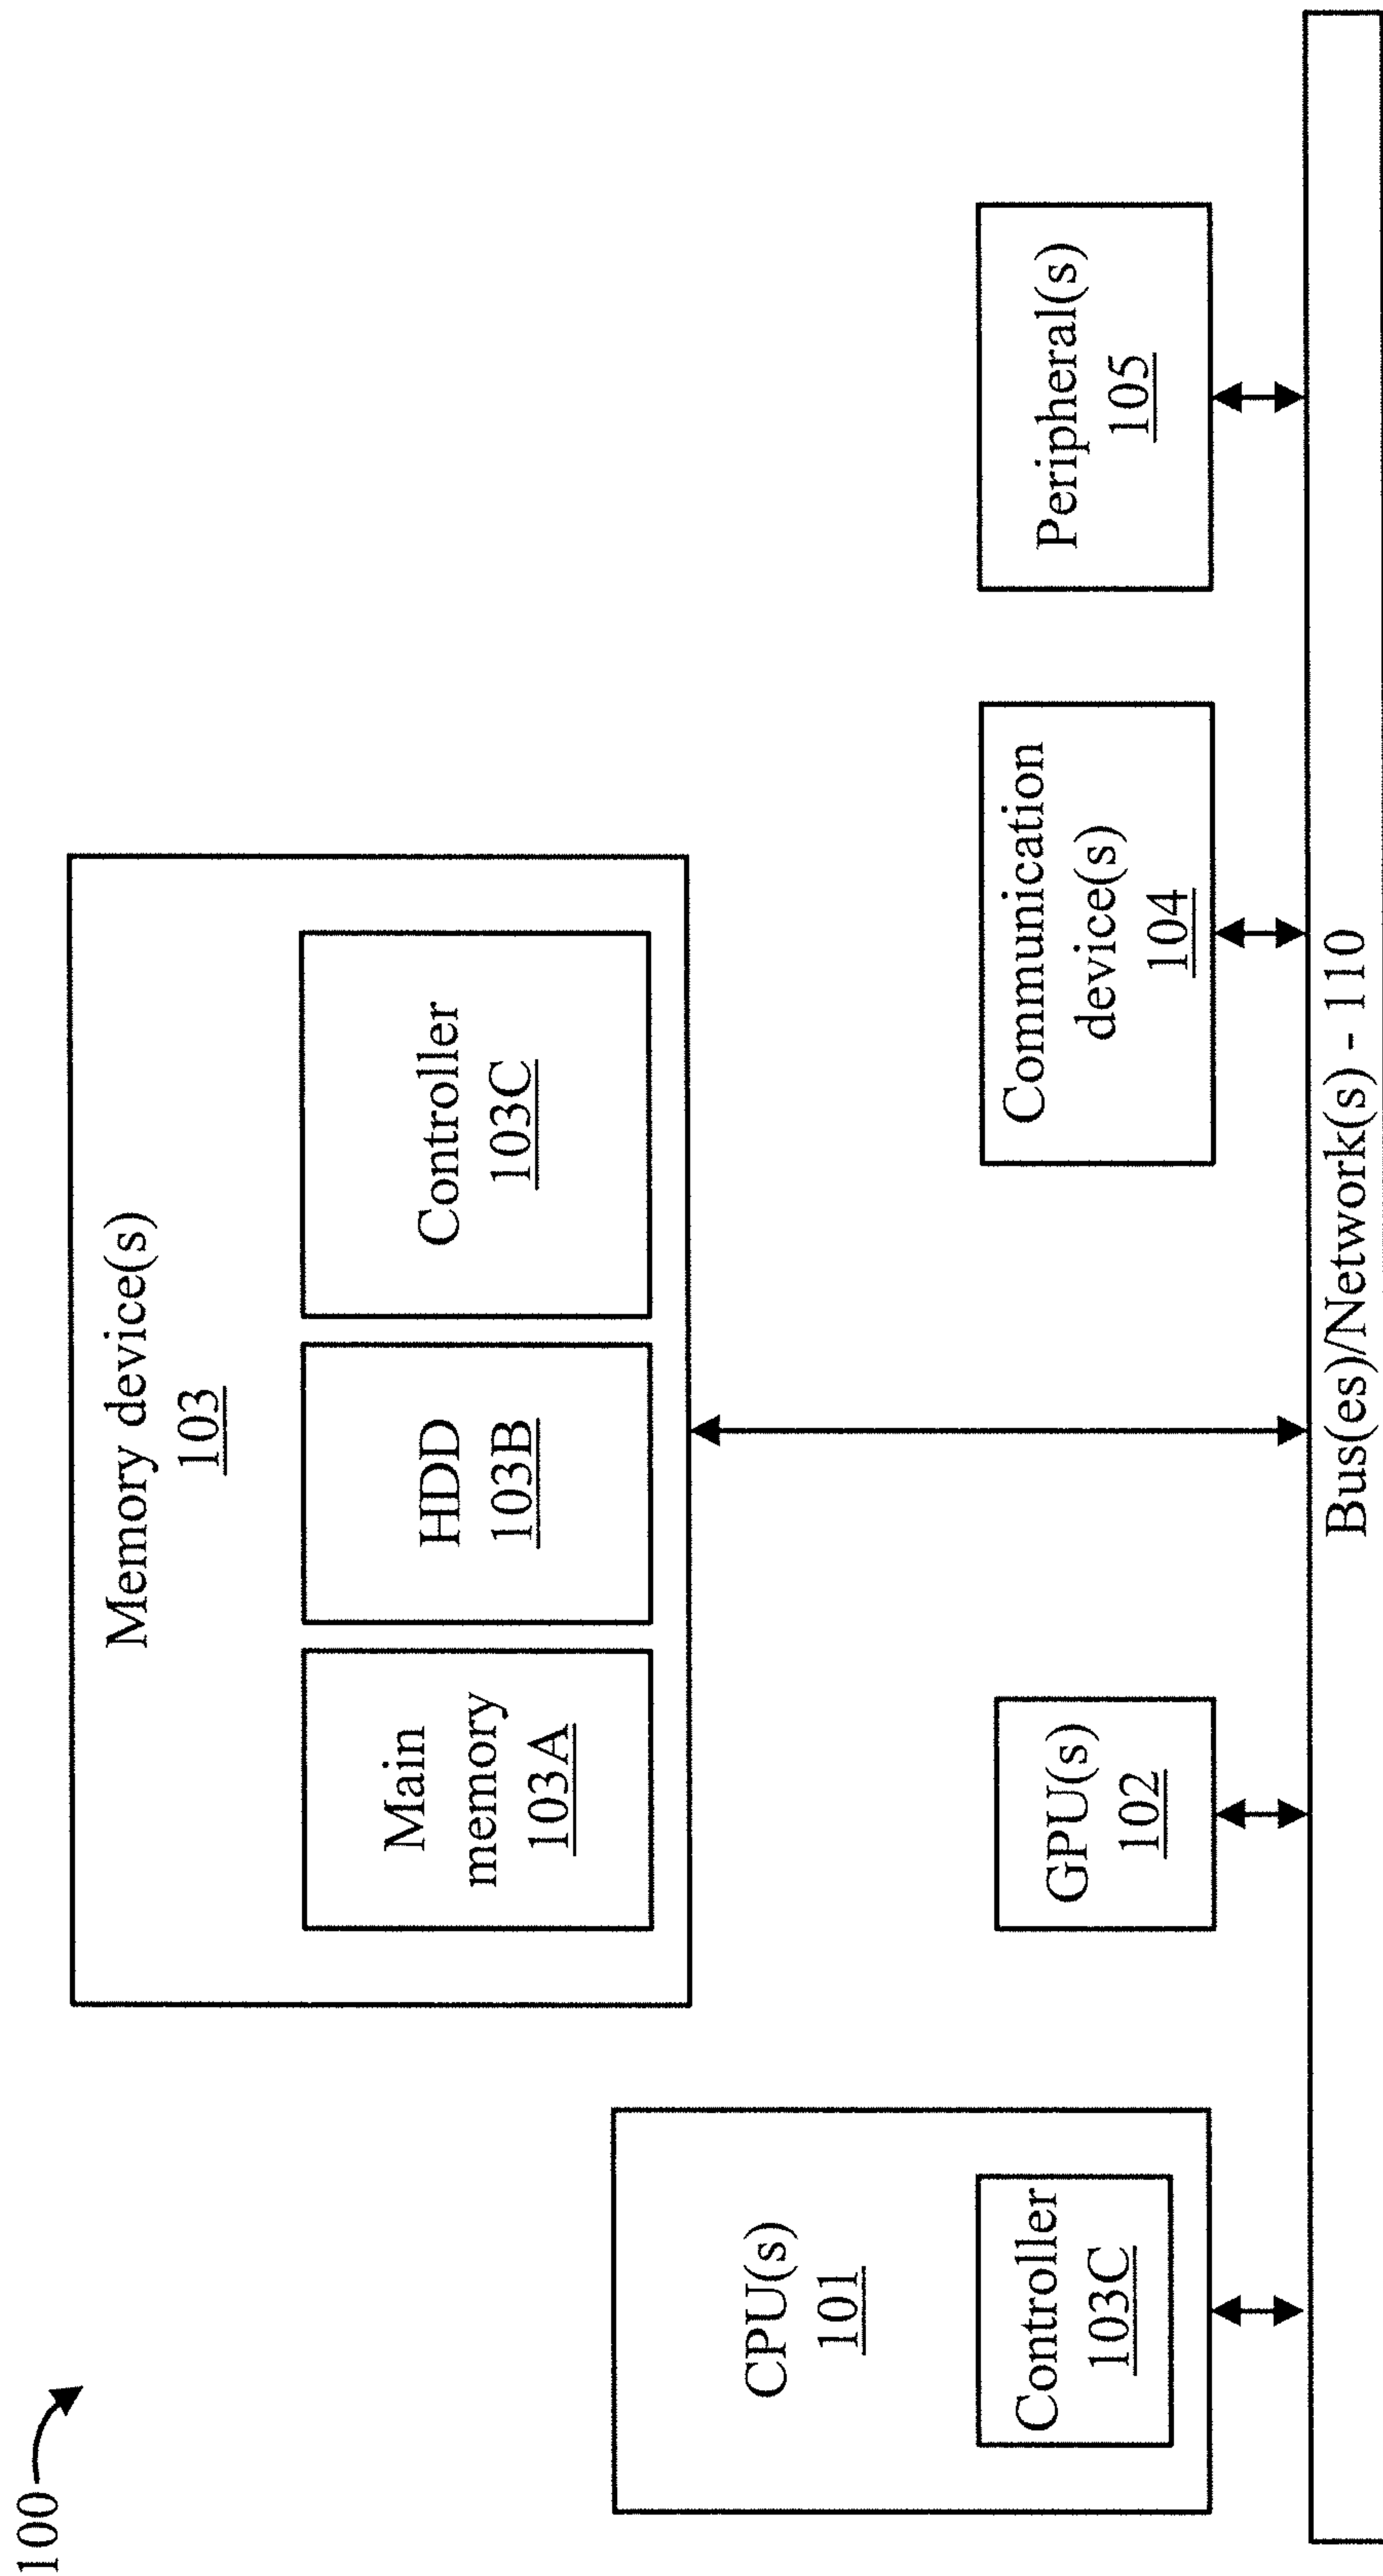 100
Memory device(s)
103
Main
memory
103A
HDD
103B
Controller
103C
CPU(s)
101
Controller
103C
GPU(s)
102
Communication
device(s)
104
Peripheral(s)
105
Bus(es)/Network(s) - 110